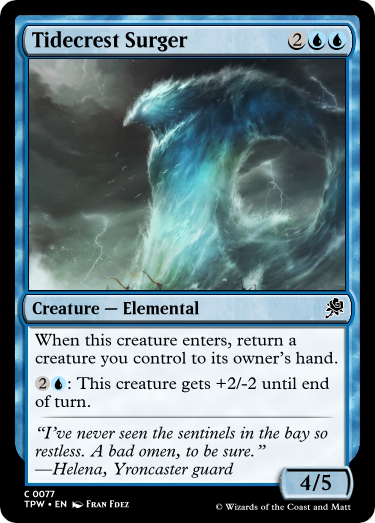 Tidecrest Surger 2
Creature — Elemental
When this creature enters, return a
creature you control to its owner's hand.
2: This creature gets +2/-2 until end
of turn.
"I've never seen the sentinels in the bay so
restless. A bad omen, to be sure."
—Helena, Yroncaster guard
4/5
C 0077
TPW • EN Fran Fdez
© Wizards of the Coast and Matt